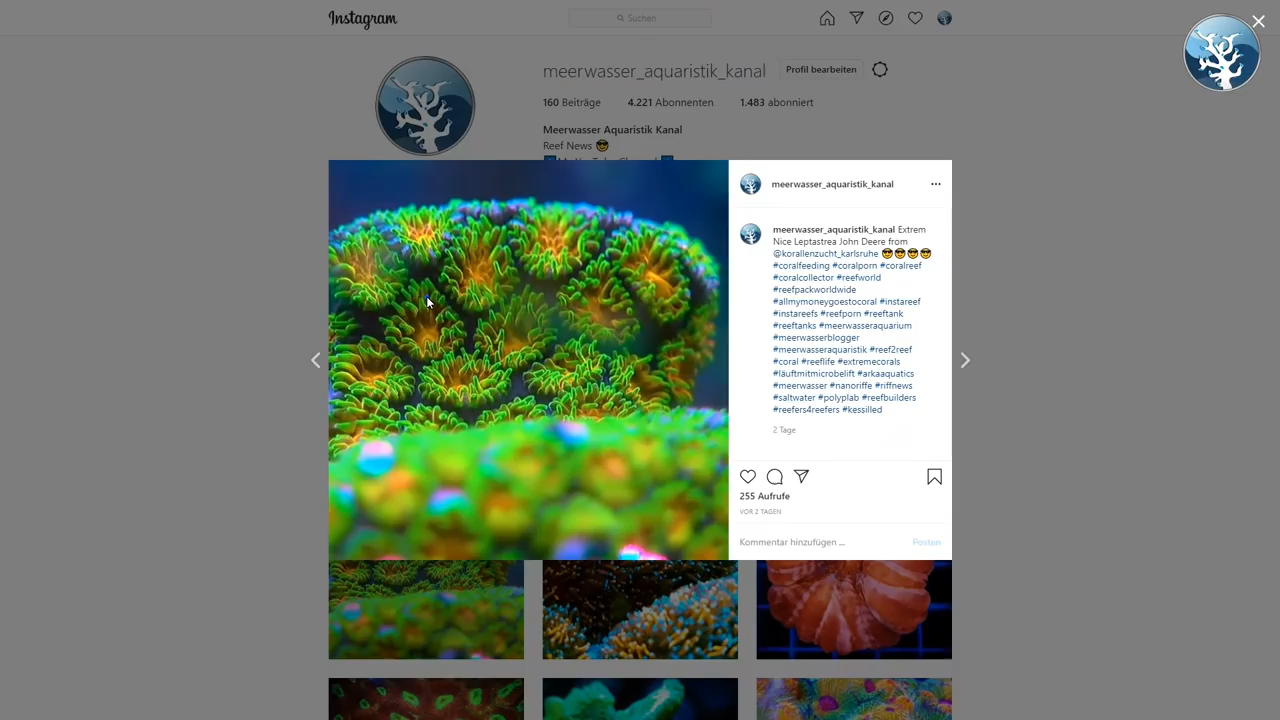 Instagram
Suchen
meerwasser_aquaristik_kanal
Profil bearbeiten
160 Beiträge 4.221 Abonnenten 1.483 abonniert
Meerwasser Aquaristik Kanal
Reef News 😎
meerwasser_aquaristik_kanal
meerwasser_aquaristik_kanal Extrem
Nice Leptastrea John Deere from
@korallenzucht_karlsruhe 😎😎😎😎
#coralfeeding #coralporn #coralreef
#coralcollector #reefworld
#reefpackworldwide
#allmymoneygoestocoral #instareef
#instareefs #reefporn #reeftank
#reeftanks #meerwasseraquarium
#meerwasserblogger
#meerwasseraquaristik #reef2reef
#coral #reeflife #extremecorals
#läuftmitmicrobelift #arkaaquatics
#meerwasser #nanoriffe #riffnews
#saltwater #polyplab #reefbuilders
#reefers4reefers #kessilled
2 Tage
255 Aufrufe
VOR 2 TAGEN
Kommentar hinzufügen ...
Posten